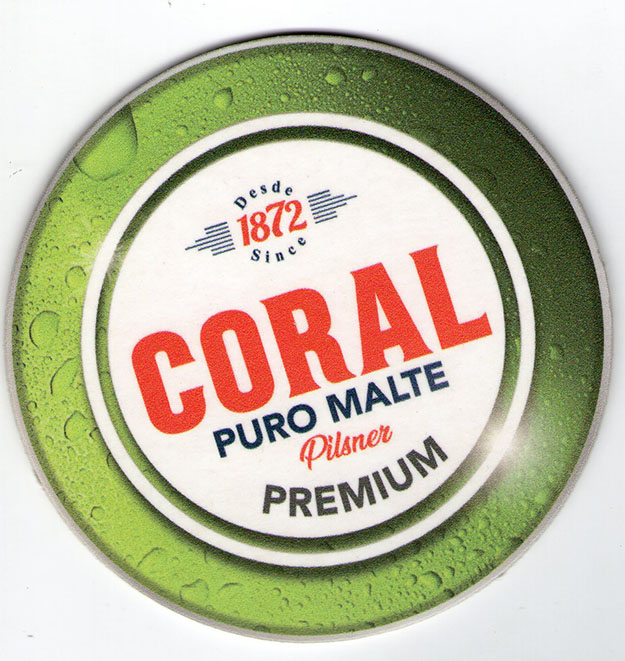 Desde
1872
Since
CORAL
PURO MALTE
Pilsner
PREMIUM